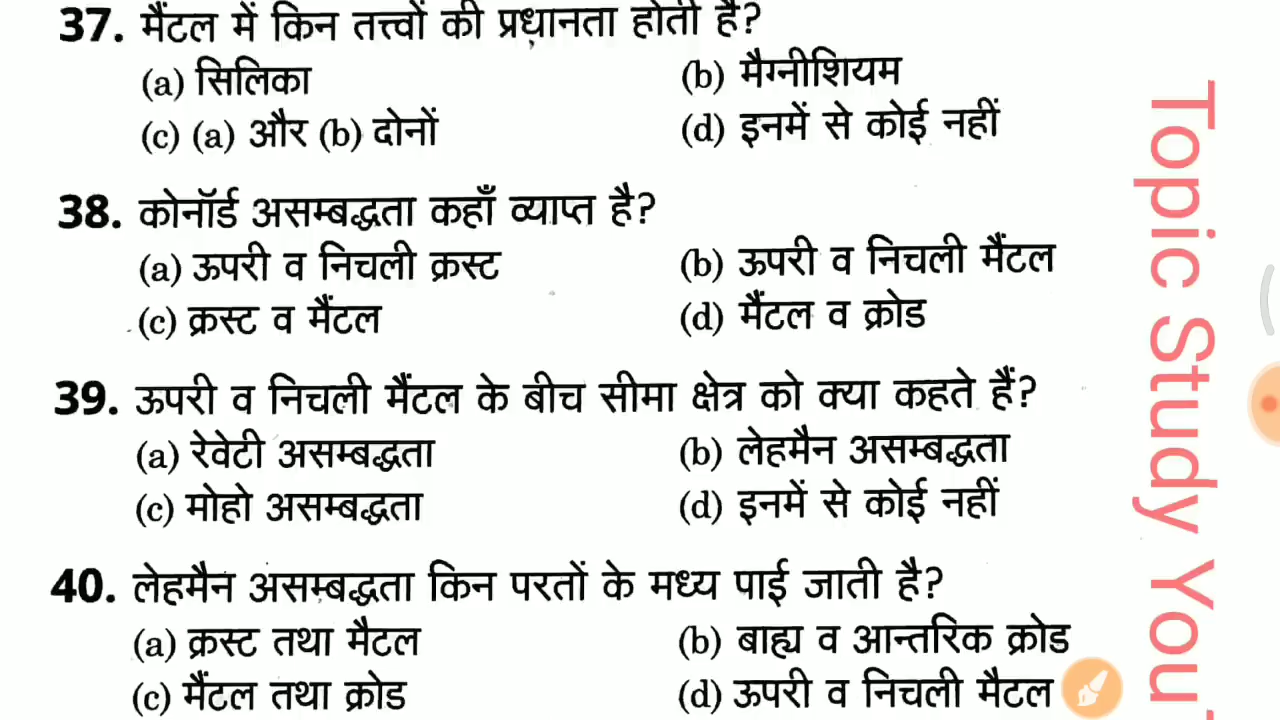 37. मैंटल में किन तत्त्वों की प्रधानता होती है?
(a) सिलिका (b) मैग्नीशियम
(c) (a) और (b) दोनों (d) इनमें से कोई नहीं
38. कोनॉर्ड असम्बद्धता कहाँ व्याप्त है?
(a) ऊपरी व निचली क्रस्ट (b) ऊपरी व निचली मैंटल
(c) क्रस्ट व मैंटल (d) मैंटल व क्रोड
39. ऊपरी व निचली मैंटल के बीच सीमा क्षेत्र को क्या कहते हैं?
(a) रेवेटी असम्बद्धता (b) लेहमैन असम्बद्धता
(c) मोहो असम्बद्धता (d) इनमें से कोई नहीं
40. लेहमैन असम्बद्धता किन परतों के मध्य पाई जाती है?
(a) क्रस्ट तथा मैटल (b) बाह्य व आन्तरिक क्रोड
(c) मैंटल तथा क्रोड (d) ऊपरी व निचली मैटल
Topic Study You